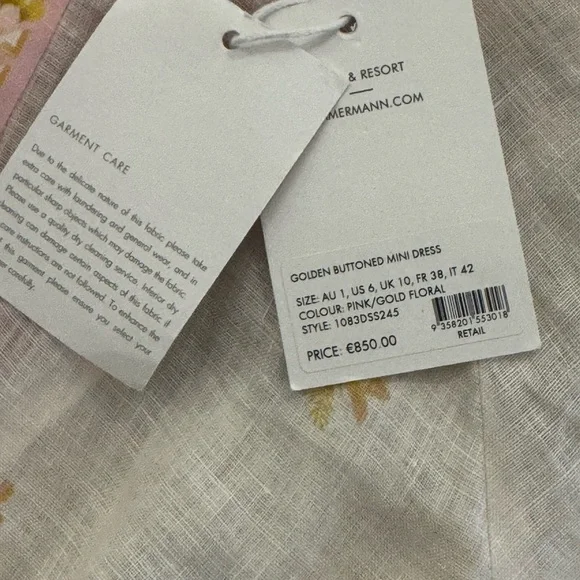 GARMENT CARE
Due to the delicate nature of this fabric, please take
extra care with laundering and general wear, and in
particular sharp objects which may damage the fabric.
Please use a quality dry cleaning service. Inferior dry
cleaning can damage certain aspects of this fabric, if
care instructions are not followed. To enhance the
this garment please ensure you select your
carefully.
& RESORT
MERMANN.COM
GOLDEN BUTTONED MINI DRESS
SIZE: AU 1, US 6, UK 10, FR 38, IT 42
COLOUR: PINK/GOLD FLORAL
STYLE: 1083DSS245
9 358201 553018
RETAIL
PRICE: €850.00